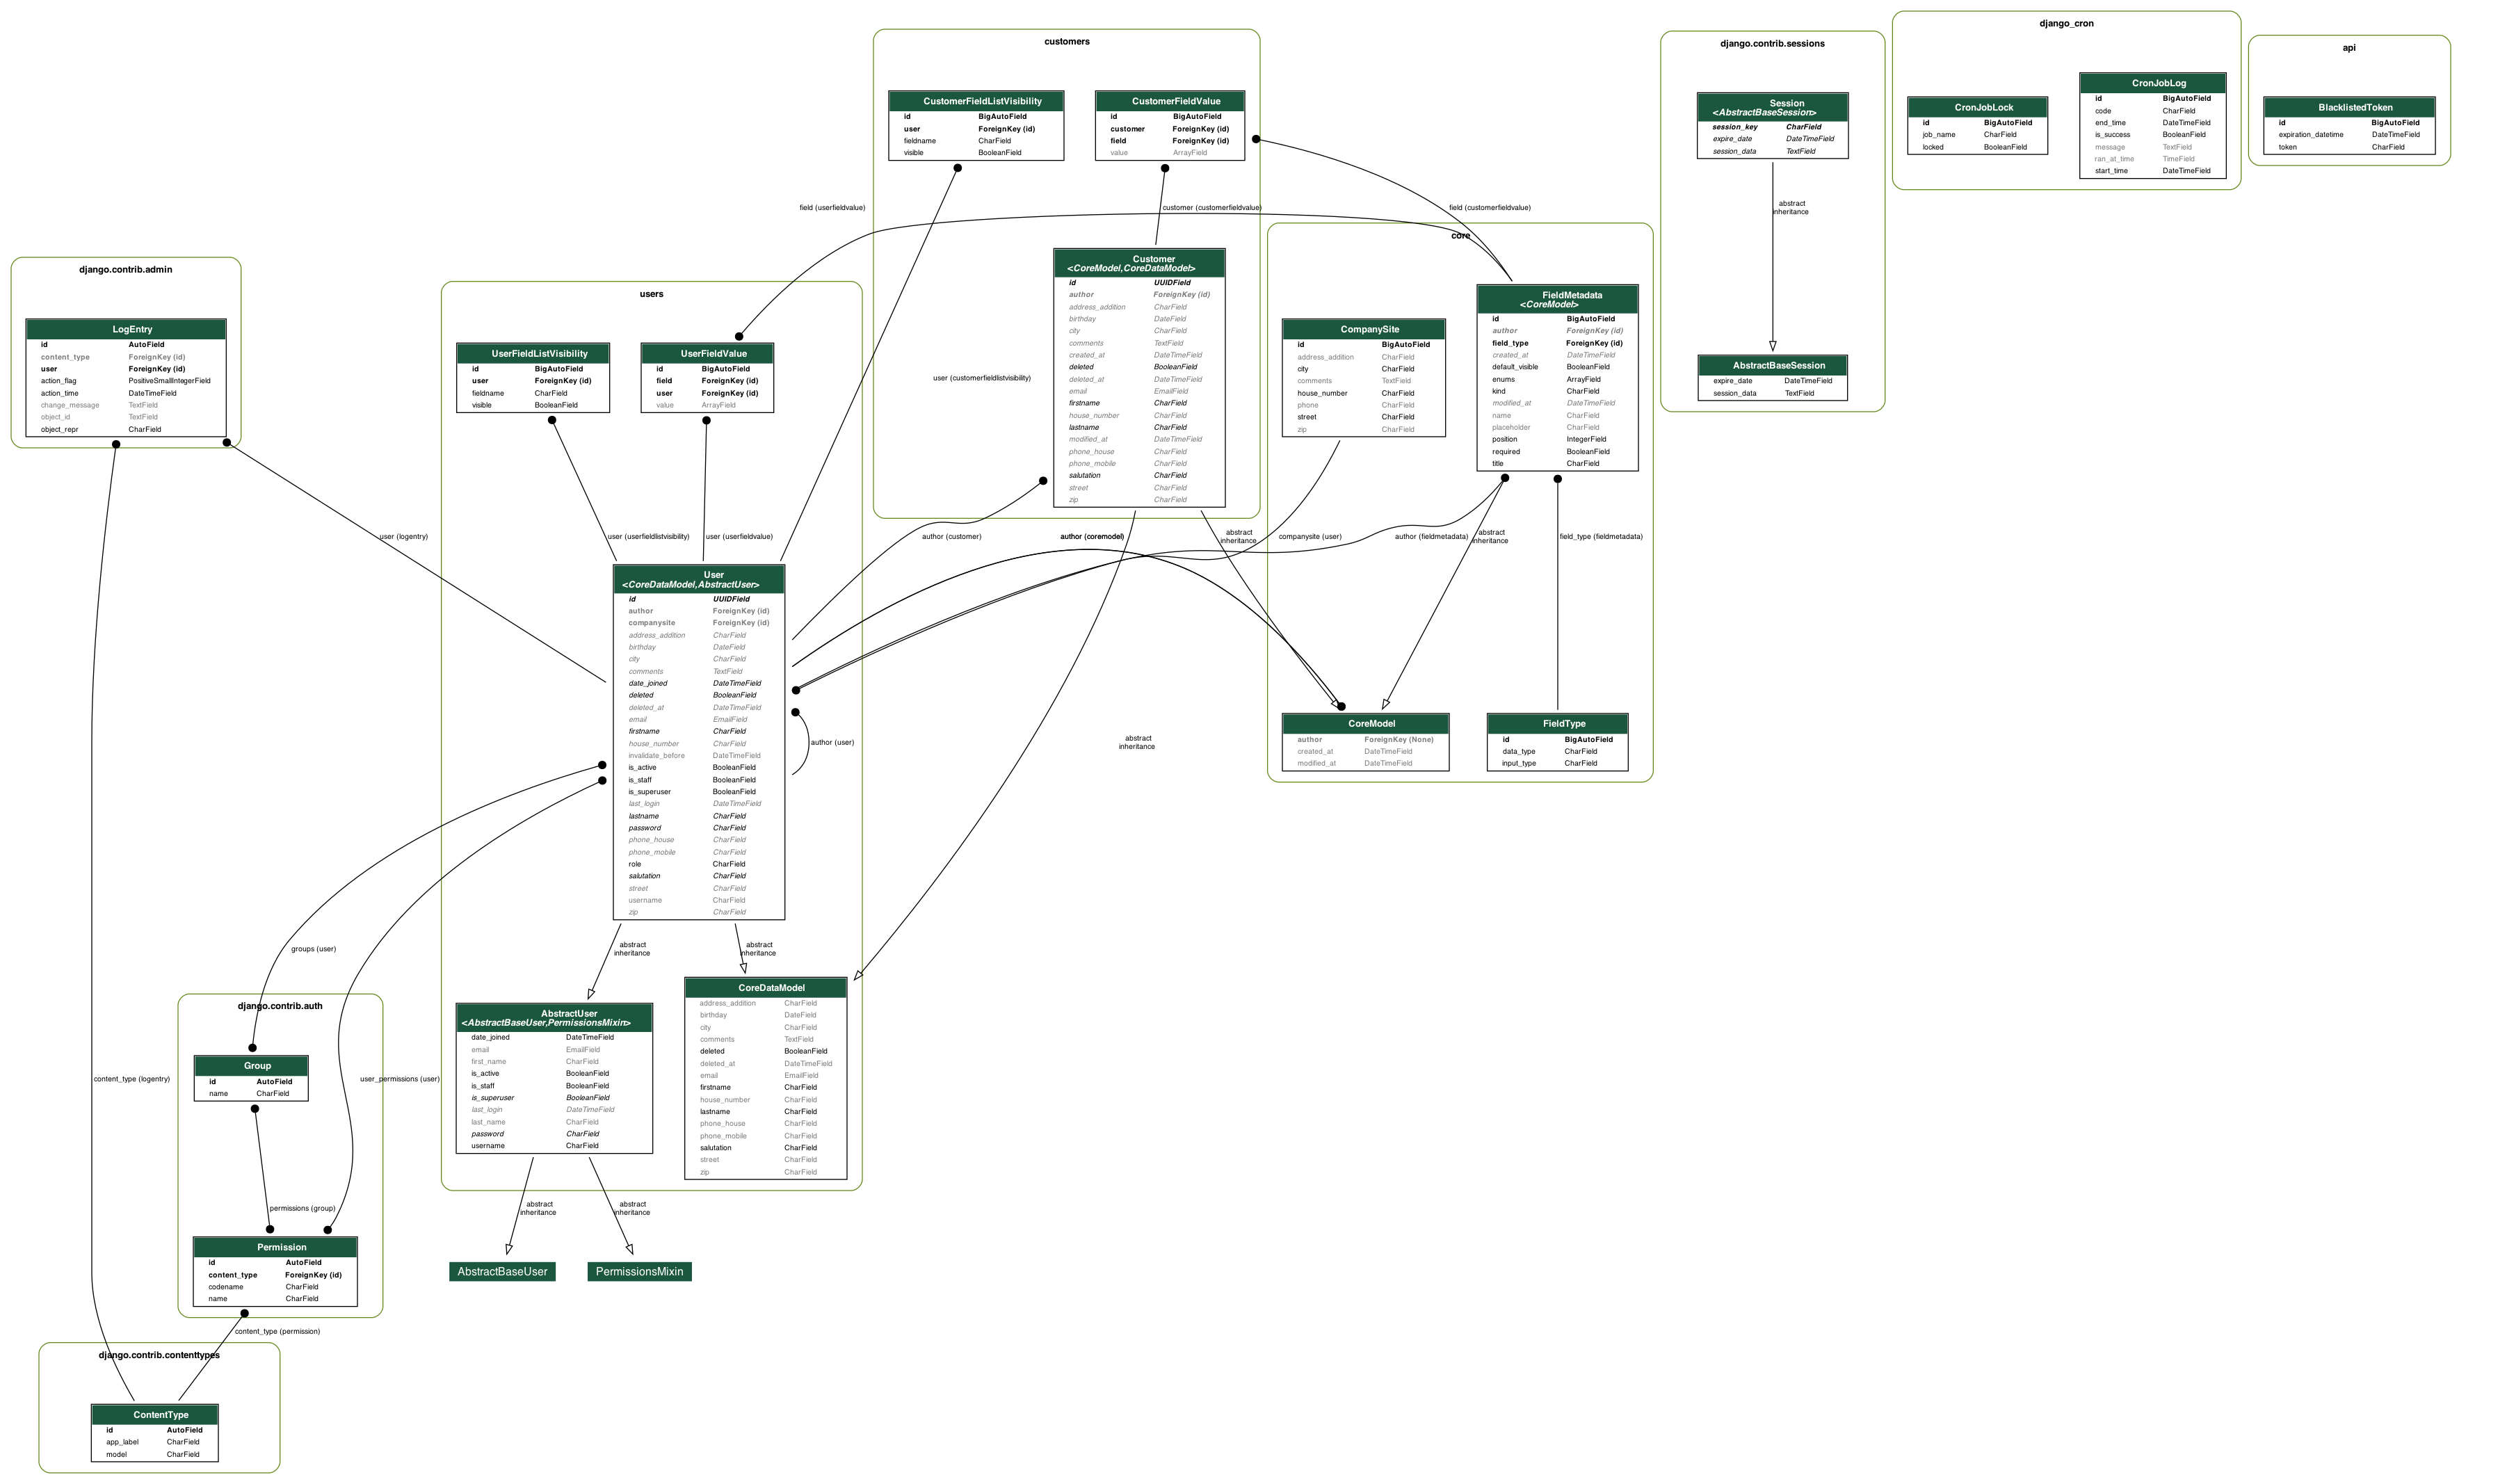 django_cron
customers
django.contrib.sessions
api
CronJobLog
id BigAutoField
code CharField
end_time DateTimeField
is_success BooleanField
message TextField
ran_at_time TimeField
start_time DateTimeField
CronJobLock
id BigAutoField
job_name CharField
locked BooleanField
BlacklistedToken
id BigAutoField
expiration_datetime DateTimeField
token CharField
CustomerFieldListVisibility
id BigAutoField
user ForeignKey (id)
fieldname CharField
visible BooleanField
CustomerFieldValue
id BigAutoField
customer ForeignKey (id)
field ForeignKey (id)
value ArrayField
Session
<AbstractBaseSession>
session_key CharField
expire_date DateTimeField
session_data TextField
field (userfieldvalue)
customer (customerfieldvalue)
field (customerfieldvalue)
abstract
inheritance
core
Customer
<CoreModel,CoreDataModel>
id UUIDField
author ForeignKey (id)
address_addition CharField
birthday DateField
city CharField
comments TextField
created_at DateTimeField
deleted BooleanField
deleted_at DateTimeField
email EmailField
firstname CharField
house_number CharField
lastname CharField
modified_at DateTimeField
phone_house CharField
phone_mobile CharField
salutation CharField
street CharField
zip CharField
django.contrib.admin
users
FieldMetadata
<CoreModel>
id BigAutoField
author ForeignKey (id)
field_type ForeignKey (id)
created_at DateTimeField
default_visible BooleanField
enums ArrayField
kind CharField
modified_at DateTimeField
name CharField
placeholder CharField
position IntegerField
required BooleanField
title CharField
LogEntry
id AutoField
content_type ForeignKey (id)
user ForeignKey (id)
action_flag PositiveSmallIntegerField
action_time DateTimeField
change_message TextField
object_id TextField
object_repr CharField
CompanySite
id BigAutoField
address_addition CharField
city CharField
comments TextField
house_number CharField
phone CharField
street CharField
zip CharField
UserFieldListVisibility
id BigAutoField
user ForeignKey (id)
fieldname CharField
visible BooleanField
UserFieldValue
id BigAutoField
field ForeignKey (id)
user ForeignKey (id)
value ArrayField
AbstractBaseSession
expire_date DateTimeField
session_data TextField
user (customerfieldlistvisibility)
user (logentry)
user (userfieldlistvisibility)
user (userfieldvalue)
author (customer)
author (coremodel)
abstract
inheritance
companysite (user)
author (fieldmetadata)
abstract
inheritance
field_type (fieldmetadata)
User
<CoreDataModel,AbstractUser>
id UUIDField
author ForeignKey (id)
companysite ForeignKey (id)
address_addition CharField
birthday DateField
city CharField
comments TextField
date_joined DateTimeField
deleted BooleanField
deleted_at DateTimeField
email EmailField
firstname CharField
house_number CharField
invalidate_before DateTimeField
is_active BooleanField
is_staff BooleanField
is_superuser BooleanField
last_login DateTimeField
lastname CharField
password CharField
phone_house CharField
phone_mobile CharField
role CharField
salutation CharField
street CharField
username CharField
zip CharField
author (user)
abstract
inheritance
CoreModel
author ForeignKey (None)
created_at DateTimeField
modified_at DateTimeField
FieldType
id BigAutoField
data_type CharField
input_type CharField
groups (user)
abstract
inheritance
abstract
inheritance
django.contrib.auth
AbstractUser
<AbstractBaseUser,PermissionsMixin>
date_joined DateTimeField
email EmailField
first_name CharField
is_active BooleanField
is_staff BooleanField
is_superuser BooleanField
last_login DateTimeField
last_name CharField
password CharField
username CharField
CoreDataModel
address_addition CharField
birthday DateField
city CharField
comments TextField
deleted BooleanField
deleted_at DateTimeField
email EmailField
firstname CharField
house_number CharField
lastname CharField
phone_house CharField
phone_mobile CharField
salutation CharField
street CharField
zip CharField
Group
id AutoField
name CharField
content_type (logentry)
user_permissions (user)
permissions (group)
abstract
inheritance
abstract
inheritance
Permission
id AutoField
content_type ForeignKey (id)
codename CharField
name CharField
AbstractBaseUser
PermissionsMixin
content_type (permission)
django.contrib.contenttypes
ContentType
id AutoField
app_label CharField
model CharField